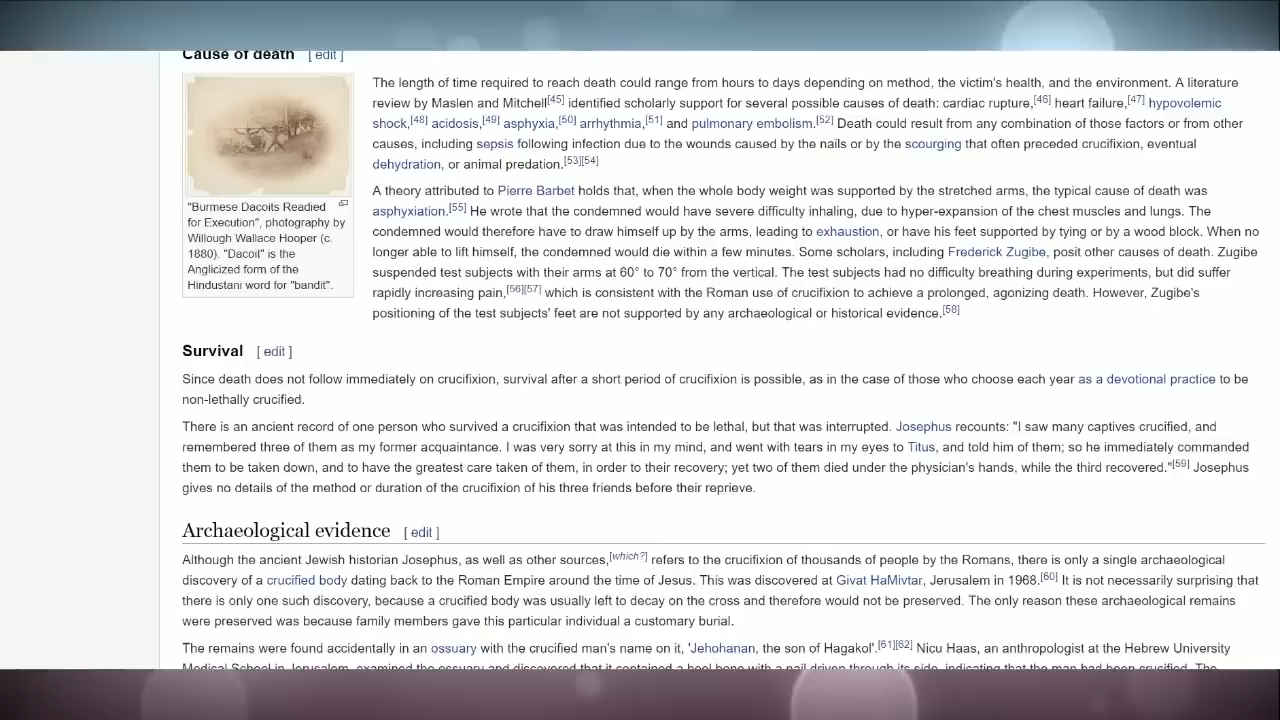 Cause of death [ edit ]
"Burmese Dacoits Readied
for Execution", photography by
Willough Wallace Hooper (c.
1880). "Dacoit" is the
Anglicized form of the
Hindustani word for "bandit".
The length of time required to reach death could range from hours to days depending on method, the victim's health, and the environment. A literature
review by Maslen and Mitchell[45] identified scholarly support for several possible causes of death: cardiac rupture,[46] heart failure,[47] hypovolemic
shock,[48] acidosis,[49] asphyxia,[50] arrhythmia,[51] and pulmonary embolism.[52] Death could result from any combination of those factors or from other
causes, including sepsis following infection due to the wounds caused by the nails or by the scourging that often preceded crucifixion, eventual
dehydration, or animal predation.[53][54]
A theory attributed to Pierre Barbet holds that, when the whole body weight was supported by the stretched arms, the typical cause of death was
asphyxiation.[55] He wrote that the condemned would have severe difficulty inhaling, due to hyper-expansion of the chest muscles and lungs. The
condemned would therefore have to draw himself up by the arms, leading to exhaustion, or have his feet supported by tying or by a wood block. When no
longer able to lift himself, the condemned would die within a few minutes. Some scholars, including Frederick Zugibe, posit other causes of death. Zugibe
suspended test subjects with their arms at 60° to 70° from the vertical. The test subjects had no difficulty breathing during experiments, but did suffer
rapidly increasing pain,[56][57] which is consistent with the Roman use of crucifixion to achieve a prolonged, agonizing death. However, Zugibe's
positioning of the test subjects' feet are not supported by any archaeological or historical evidence.[58]
Survival [ edit ]
Since death does not follow immediately on crucifixion, survival after a short period of crucifixion is possible, as in the case of those who choose each year as a devotional practice to be
non-lethally crucified.
There is an ancient record of one person who survived a crucifixion that was intended to be lethal, but that was interrupted. Josephus recounts: "I saw many captives crucified, and
remembered three of them as my former acquaintance. I was very sorry at this in my mind, and went with tears in my eyes to Titus, and told him of them; so he immediately commanded
them to be taken down, and to have the greatest care taken of them, in order to their recovery; yet two of them died under the physician's hands, while the third recovered."[59] Josephus
gives no details of the method or duration of the crucifixion of his three friends before their reprieve.
Archaeological evidence [ edit ]
Although the ancient Jewish historian Josephus, as well as other sources,[which?] refers to the crucifixion of thousands of people by the Romans, there is only a single archaeological
discovery of a crucified body dating back to the Roman Empire around the time of Jesus. This was discovered at Givat HaMivtar, Jerusalem in 1968.[60] It is not necessarily surprising that
there is only one such discovery, because a crucified body was usually left to decay on the cross and therefore would not be preserved. The only reason these archaeological remains
were preserved was because family members gave this particular individual a customary burial.
The remains were found accidentally in an ossuary with the crucified man's name on it, 'Jehohanan, the son of Hagakol'.[61][62] Nicu Haas, an anthropologist at the Hebrew University
Medical School in Jerusalem, examined the ossuary and discovered that it contained a heel bone with a nail driven through its side, indicating that the man had been crucified. The